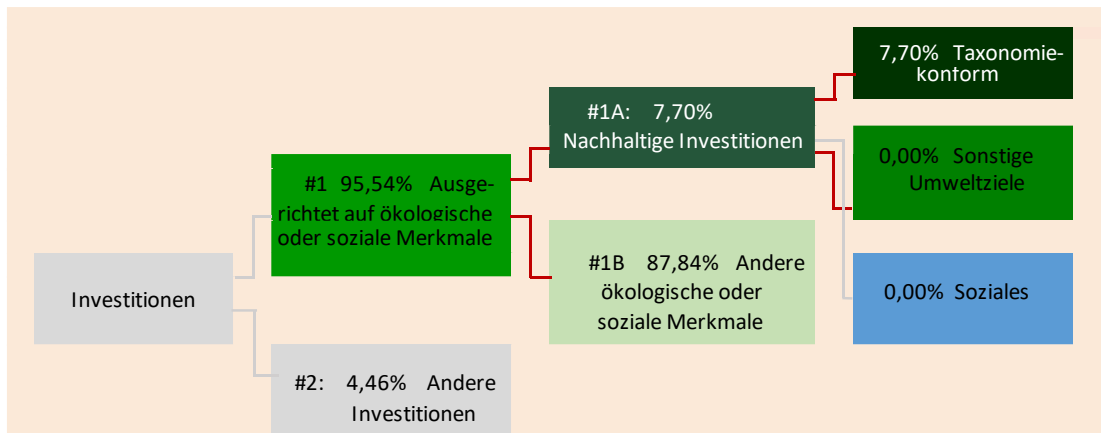 Investitionen
#1 95,54% Ausge-
richtet auf ökologische
oder soziale Merkmale
#2: 4,46% Andere
Investitionen
#1A: 7,70%
Nachhaltige Investitionen
#1B 87,84% Andere
ökologische oder
soziale Merkmale
7,70% Taxonomie-
konform
0,00% Sonstige
Umweltziele
0,00% Soziales